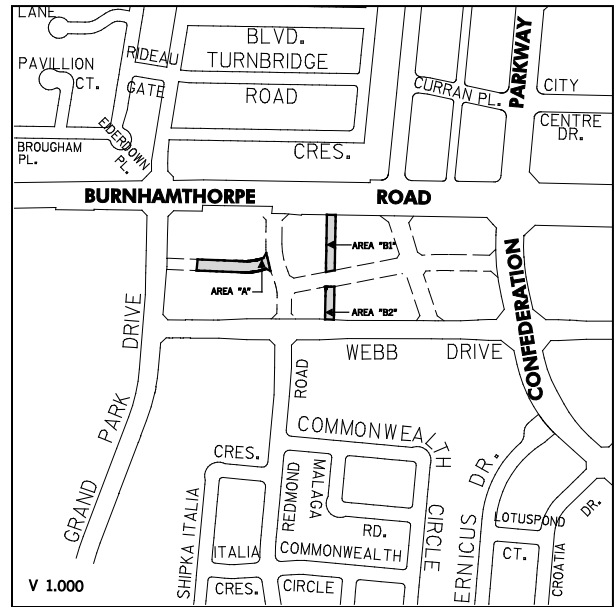 LANE
BLVD.
RIDEAU
TURNBRIDGE
PAVILLION
CT.
GATE
ROAD
CURRAN PL.
PARKWAY
CITY
CENTRE
DR.
EIDERDOWN
PL.
BROUGHAM
PL.
CRES.
BURNHAMTHORPE ROAD
AREA "B1"
AREA "A"
AREA "B2"
CONFEDERATION
GRAND PARK DRIVE
WEBB DRIVE
ROAD
COMMONWEALTH
CIRCLE
CRES.
SHIPKA ITALIA
REDMOND
MALAGA
RD.
ITALIA
COMMONWEALTH
CRES.
CIRCLE
ERNICUS DR.
LOTUSPOND
CT.
CROATIA
DR.
V 1.000